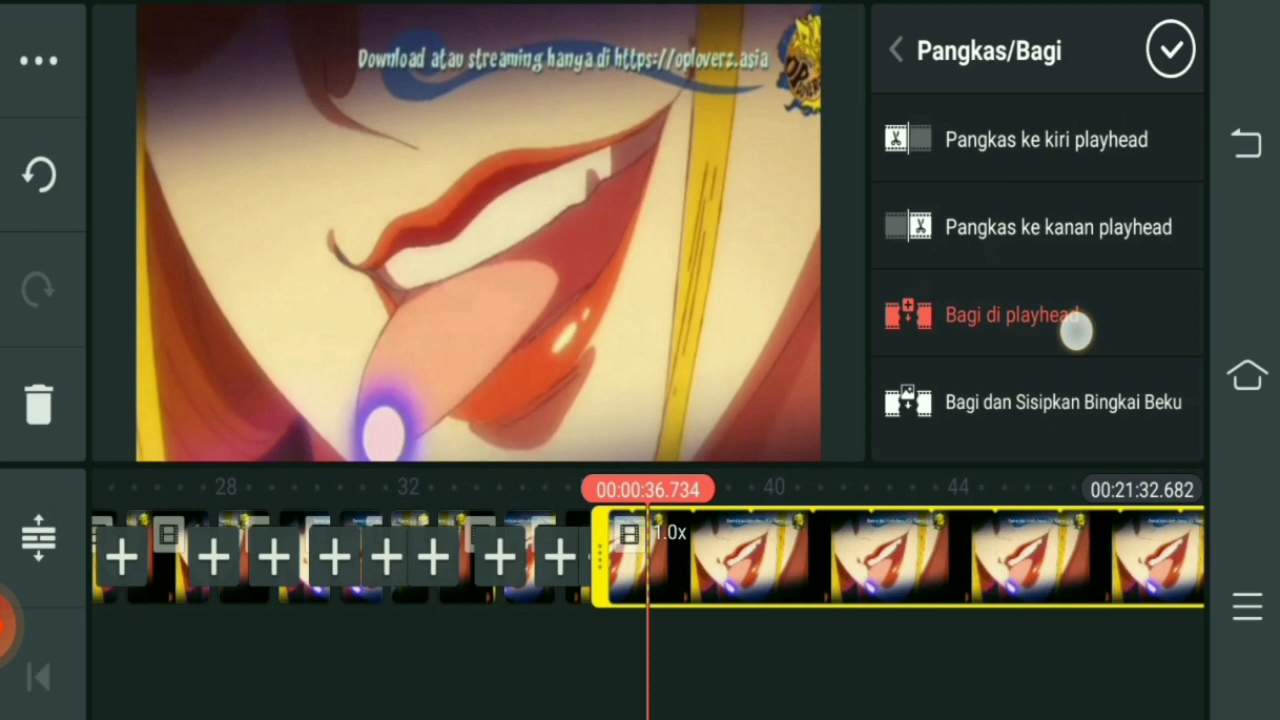 Download atau streaming hanya di https://oploverz.asia
Pangkas/Bagi
Pangkas ke kiri playhead
Pangkas ke kanan playhead
Bagi di playhead
Bagi dan Sisipkan Bingkai Beku
28
32
00:00:36.734
40
44
00:21:32.682
1.0x